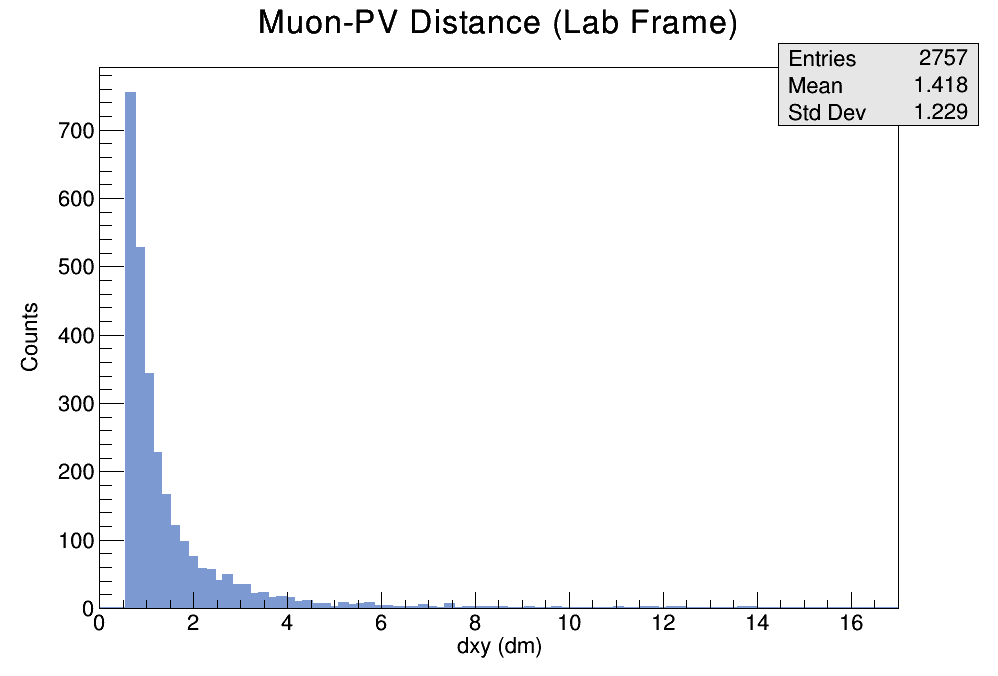 Muon-PV Distance (Lab Frame)
Entries 2757
Mean 1.418
Std Dev 1.229
700
600
500
400
300
200
100
0
Counts
0 2 4 6 8 10 12 14 16
dxy (dm)